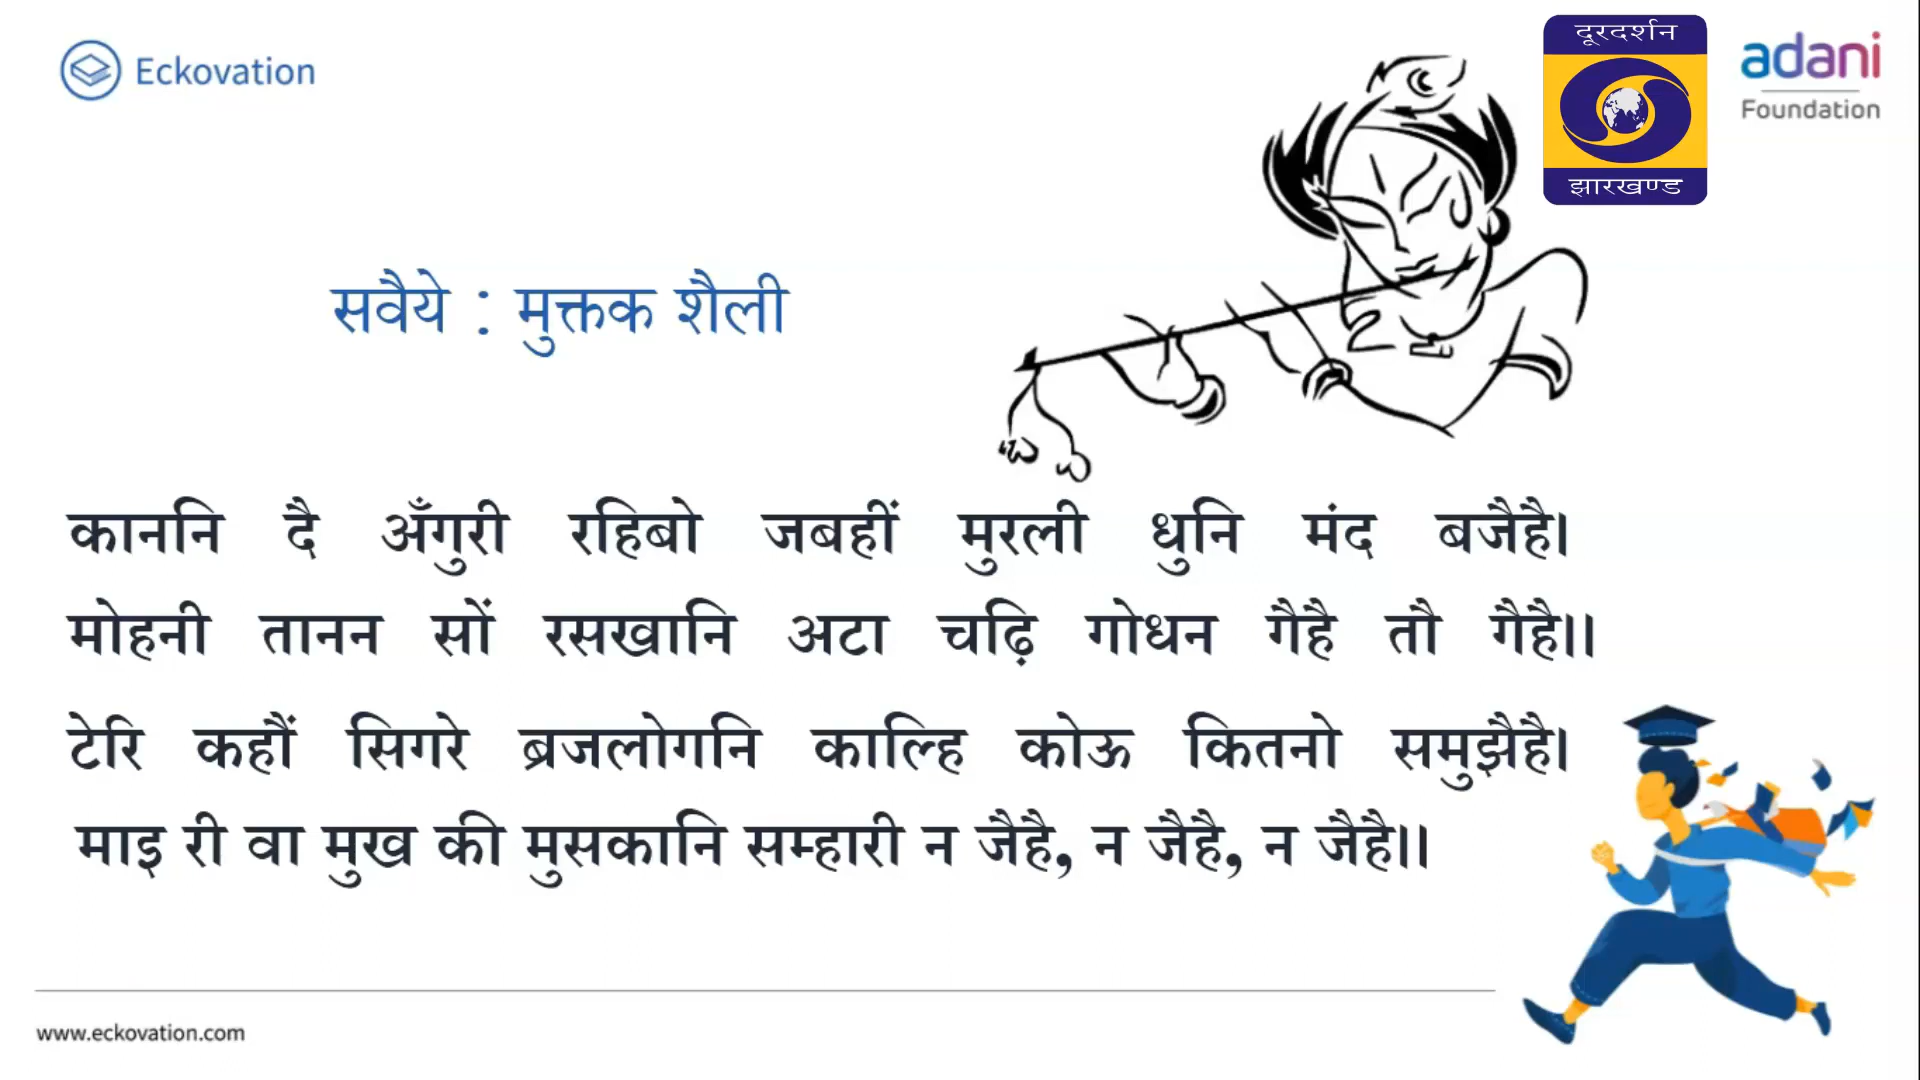 Eckovation
दूरदर्शन
झारखण्ड
adani
Foundation
सवैये : मुक्तक शैली
काननि दै अँगुरी रहिबो जबहीं मुरली धुनि मंद बजैहै।
मोहनी तानन सों रसखानि अटा चढ़ि गोधन गैहै तौ गैहै।।
टेरि कहौं सिगरे ब्रजलोगनि काल्हि कोऊ कितनो समुझैहै।
माइ री वा मुख की मुसकानि सम्हारी न जैहै, न जैहै, न जैहै।।
www.eckovation.com